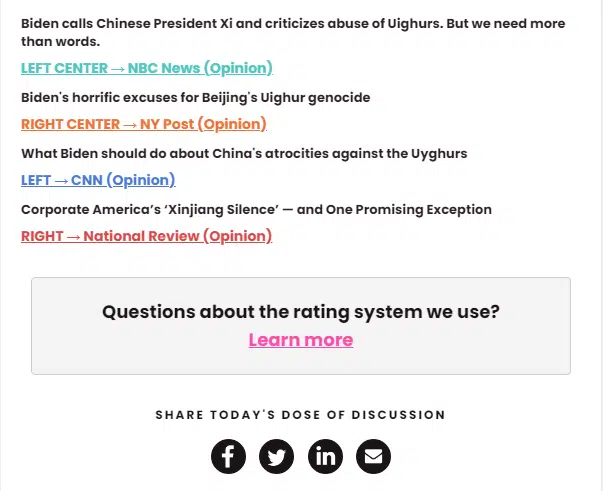 Biden calls Chinese President Xi and criticizes abuse of Uighurs. But we need more
than words.
LEFT CENTER → NBC News (Opinion)
Biden's horrific excuses for Beijing's Uighur genocide
RIGHT CENTER → NY Post (Opinion)
What Biden should do about China's atrocities against the Uyghurs
LEFT → CNN (Opinion)
Corporate America’s ‘Xinjiang Silence’ — and One Promising Exception
RIGHT → National Review (Opinion)
Questions about the rating system we use?
Learn more
SHARE TODAY'S DOSE OF DISCUSSION